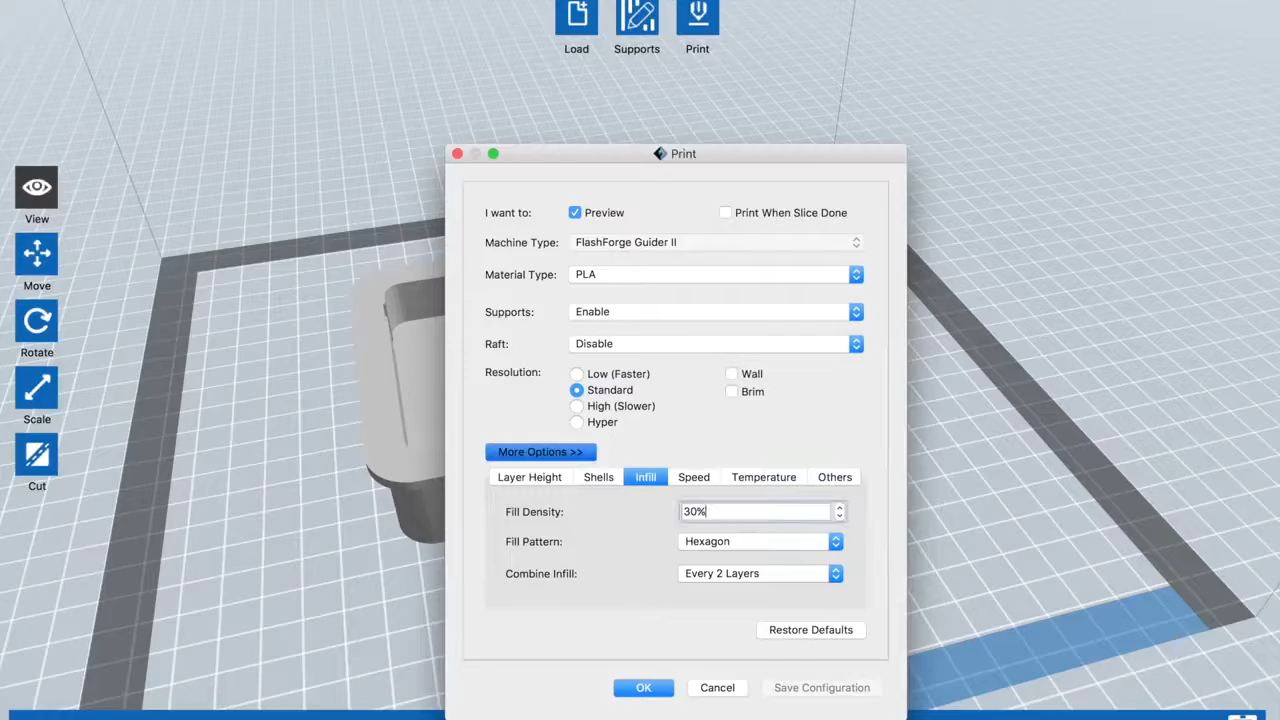 Load Supports Print
Print
View
Move
Rotate
Scale
Cut
I want to: Preview Print When Slice Done
Machine Type: FlashForge Guider II
Material Type: PLA
Supports: Enable
Raft: Disable
Resolution: Low (Faster) Wall
Standard Brim
High (Slower)
Hyper
More Options >>
Layer Height Shells Infill Speed Temperature Others
Fill Density: 30%
Fill Pattern: Hexagon
Combine Infill: Every 2 Layers
Restore Defaults
OK Cancel Save Configuration